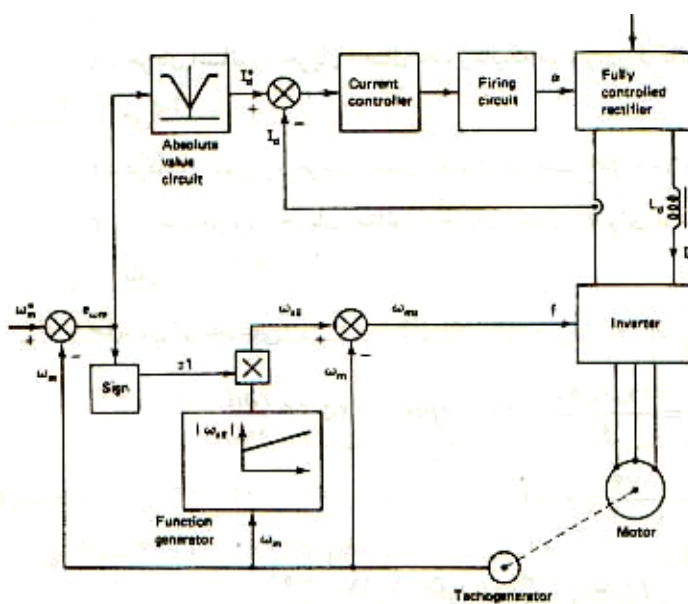 I*d
+
−
Id
Current
controller
Firing
circuit
α
Fully
controlled
rectifier
Absolute
value
circuit
Ld
ω*m
+
eωm
−
ωm
Sign
±1
×
ωsℓ
+
−
ωm
f
Inverter
|ωsℓ|
Function
generator
ωm
Motor
Tachogenerator